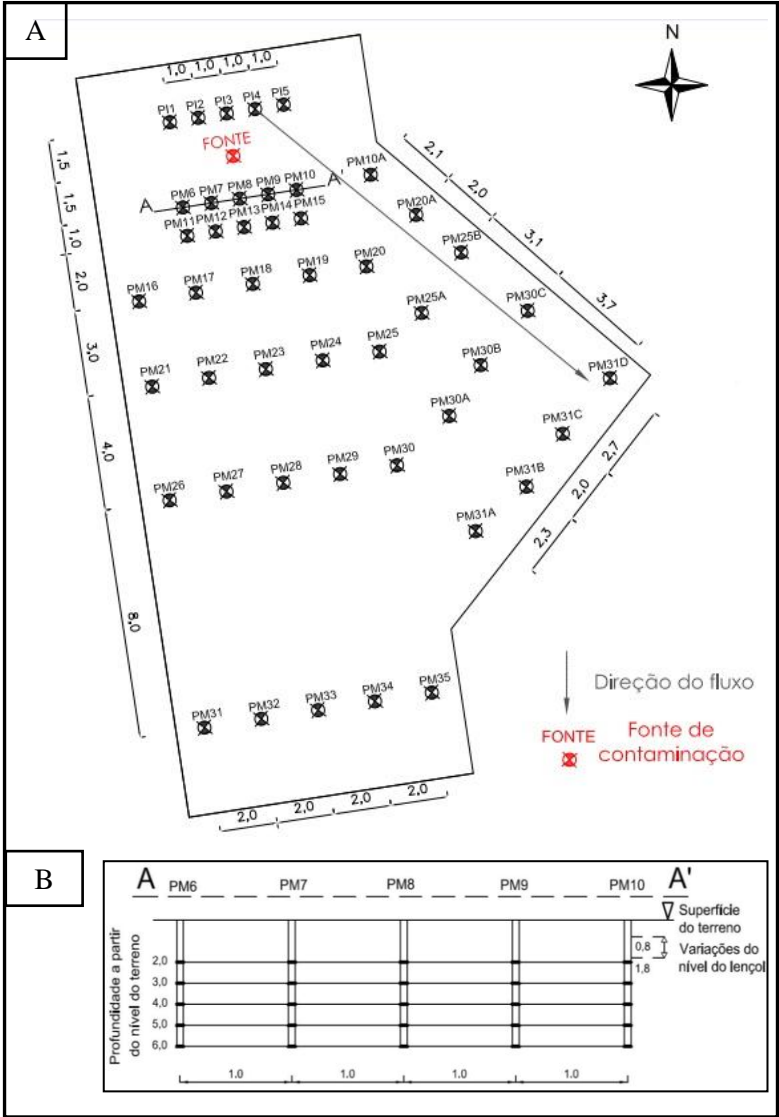 A
N
1,0 1,0 1,0 1,0
PI1 PI2 PI3 PI4 PI5
FONTE
A A'
PM6 PM7 PM8 PM9 PM10
PM10A
PM11 PM12 PM13 PM14 PM15
PM20A
PM25B
PM16 PM17 PM18 PM19 PM20
PM25A
PM30C
PM21 PM22 PM23 PM24 PM25
PM30B
PM31D
PM30A
PM31C
PM26 PM27 PM28 PM29 PM30
PM31B
PM31A
PM31 PM32 PM33 PM34 PM35
1,5
1,5
1,0
2,0
3,0
4,0
8,0
2,1
2,0
3,1
3,7
2,7
2,0
2,3
2,0 2,0 2,0 2,0
Direção do fluxo
FONTE
Fonte de
contaminação
B
A PM6 PM7 PM8 PM9 PM10 A'
Superfície
do terreno
0,8
Variações do
nível do lençol
1,8
Profundidade a partir
do nível do terreno
2,0
3,0
4,0
5,0
6,0
1,0 1,0 1,0 1,0